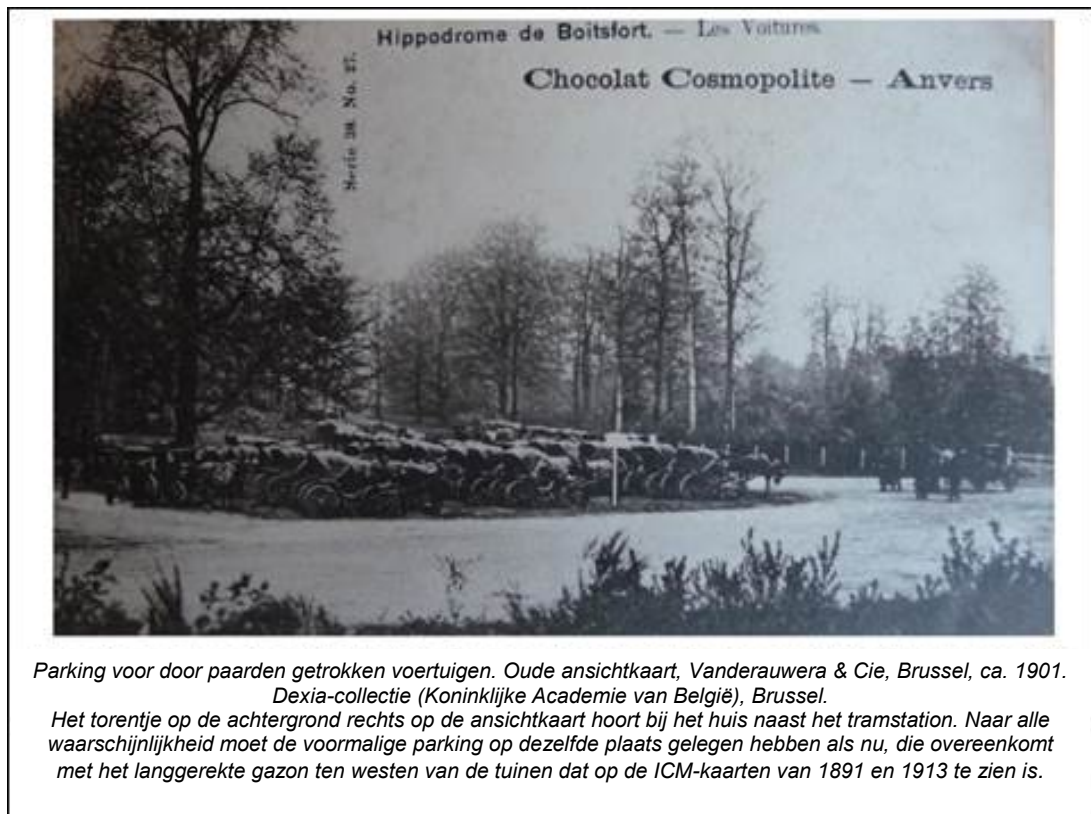 Hippodrome de Boitsfort. — Les Voitures.
Chocolat Cosmopolite — Anvers
Serie 38. No. 27.
Parking voor door paarden getrokken voertuigen. Oude ansichtkaart, Vanderauwera & Cie, Brussel, ca. 1901.
Dexia-collectie (Koninklijke Academie van België), Brussel.
Het torentje op de achtergrond rechts op de ansichtkaart hoort bij het huis naast het tramstation. Naar alle
waarschijnlijkheid moet de voormalige parking op dezelfde plaats gelegen hebben als nu, die overeenkomt
met het langgerekte gazon ten westen van de tuinen dat op de ICM-kaarten van 1891 en 1913 te zien is.